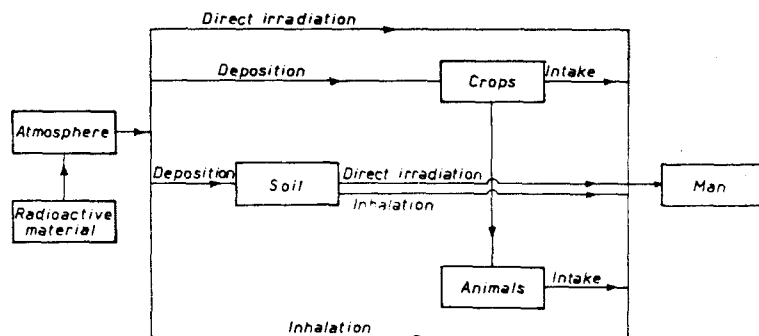 Direct irradiation
Deposition
Crops
Intake
Atmosphere
Deposition
Soil
Direct irradiation
Inhalation
Man
Radioactive
material
Animals
Intake
Inhalation